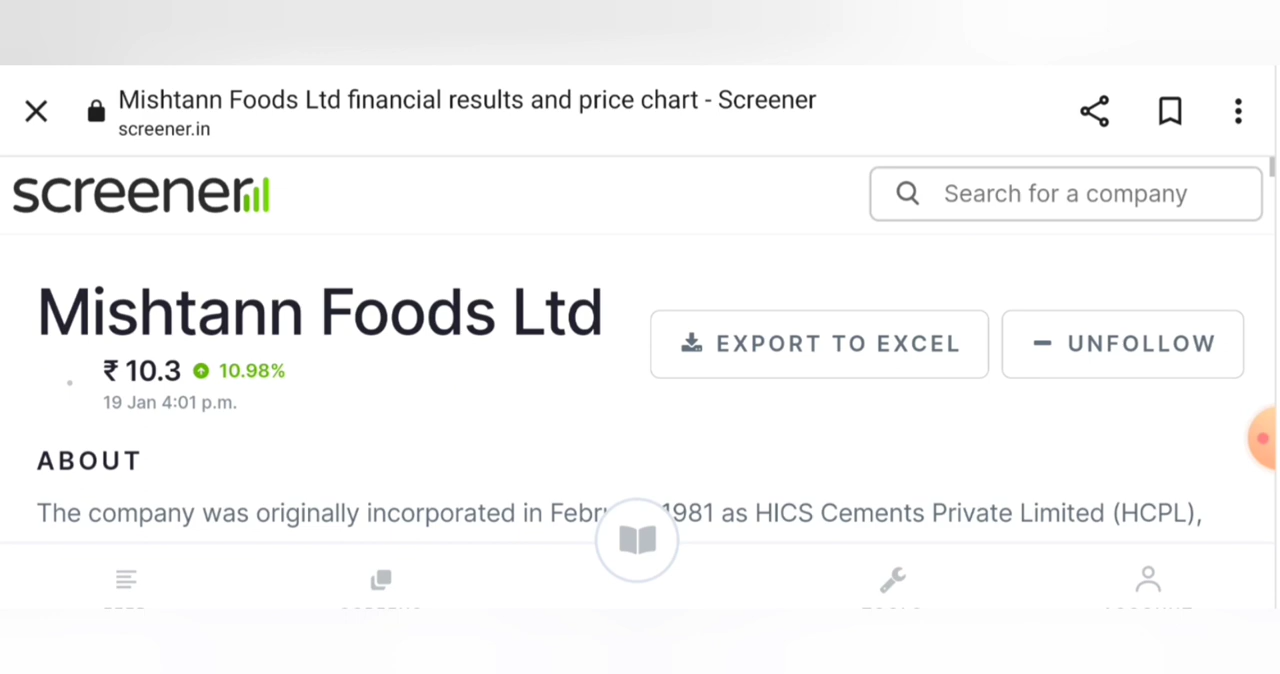 Mishtann Foods Ltd financial results and price chart - Screener
screener.in
screener
Search for a company
Mishtann Foods Ltd
EXPORT TO EXCEL
UNFOLLOW
₹ 10.3 10.98%
19 Jan 4:01 p.m.
ABOUT
The company was originally incorporated in 1981 as HICS Cements Private Limited (HCPL),